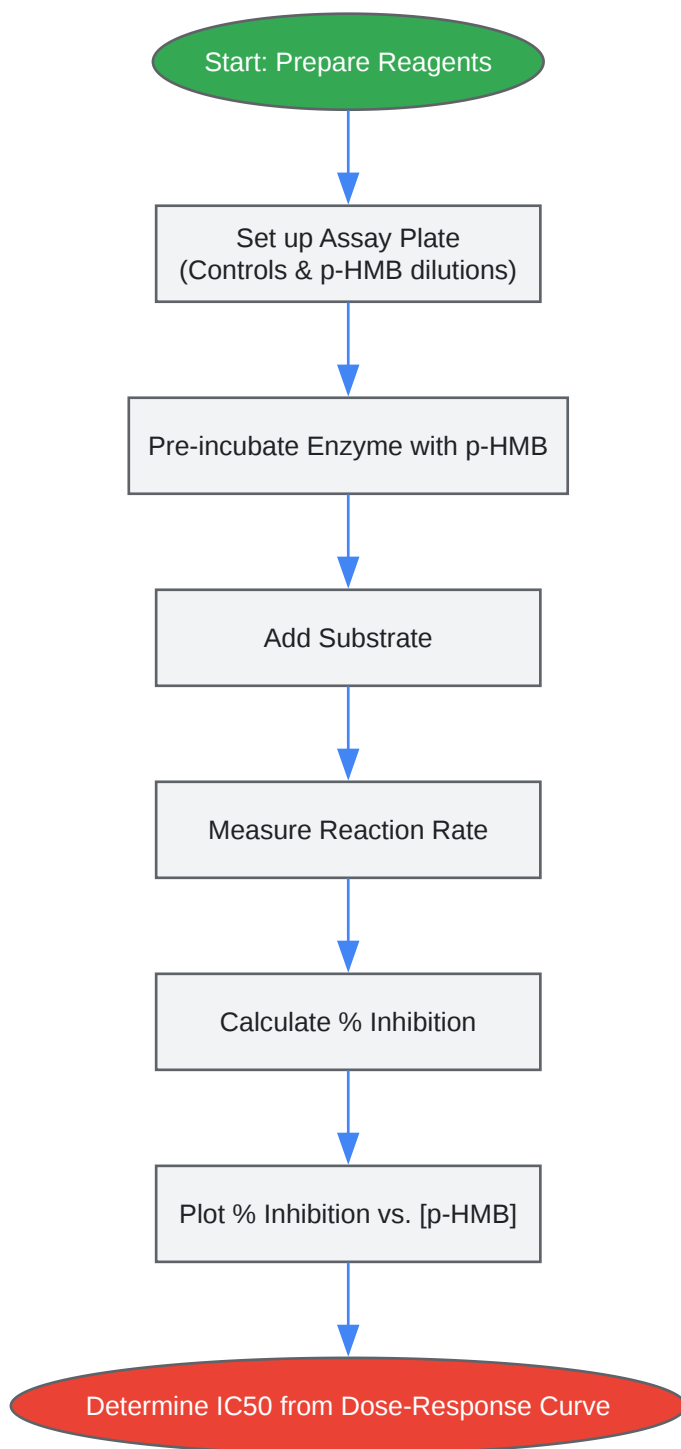 Start: Prepare Reagents
Set up Assay Plate
(Controls & p-HMB dilutions)
Pre-incubate Enzyme with p-HMB
Add Substrate
Measure Reaction Rate
Calculate % Inhibition
Plot % Inhibition vs. [p-HMB]
Determine IC50 from Dose-Response Curve